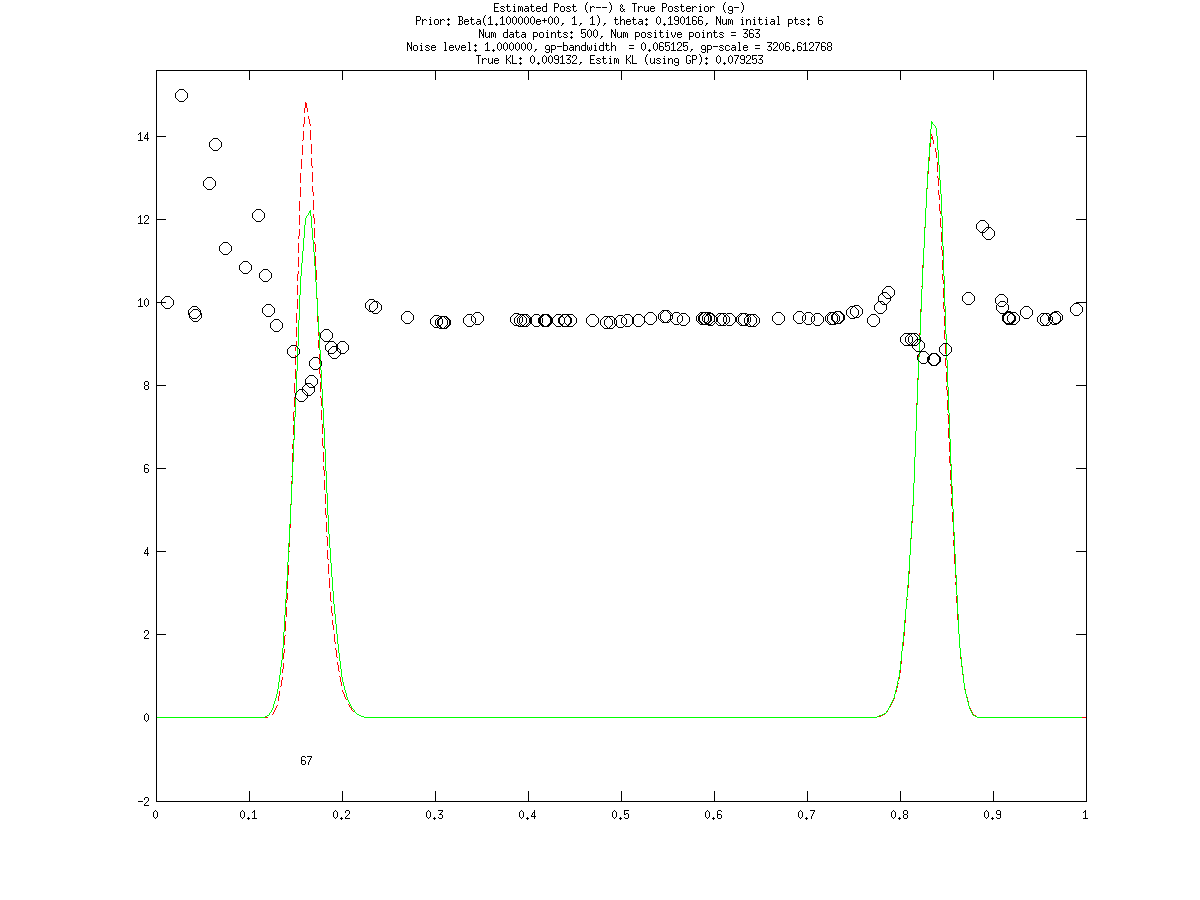 Estimated Post (r--) & True Posterior (g-)
Prior: Beta(1.100000e+00, 1, 1), theta: 0.190166, Num initial pts: 6
Num data points: 500, Num positive points = 363
Noise level: 1.000000, gp-bandwidth  = 0.065125, gp-scale = 3206.612768
True KL: 0.009132, Estim KL (using GP): 0.079253
14
12
10
8
6
4
2
0
67
-2
0 0.1 0.2 0.3 0.4 0.5 0.6 0.7 0.8 0.9 1